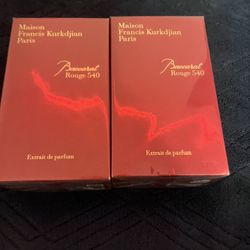 Maison
Francis Kurkdjian
Paris
Baccarat
Rouge 540
Extrait de parfum
Maison
Francis Kurkdjian
Paris
Baccarat
Rouge 540
Extrait de parfum